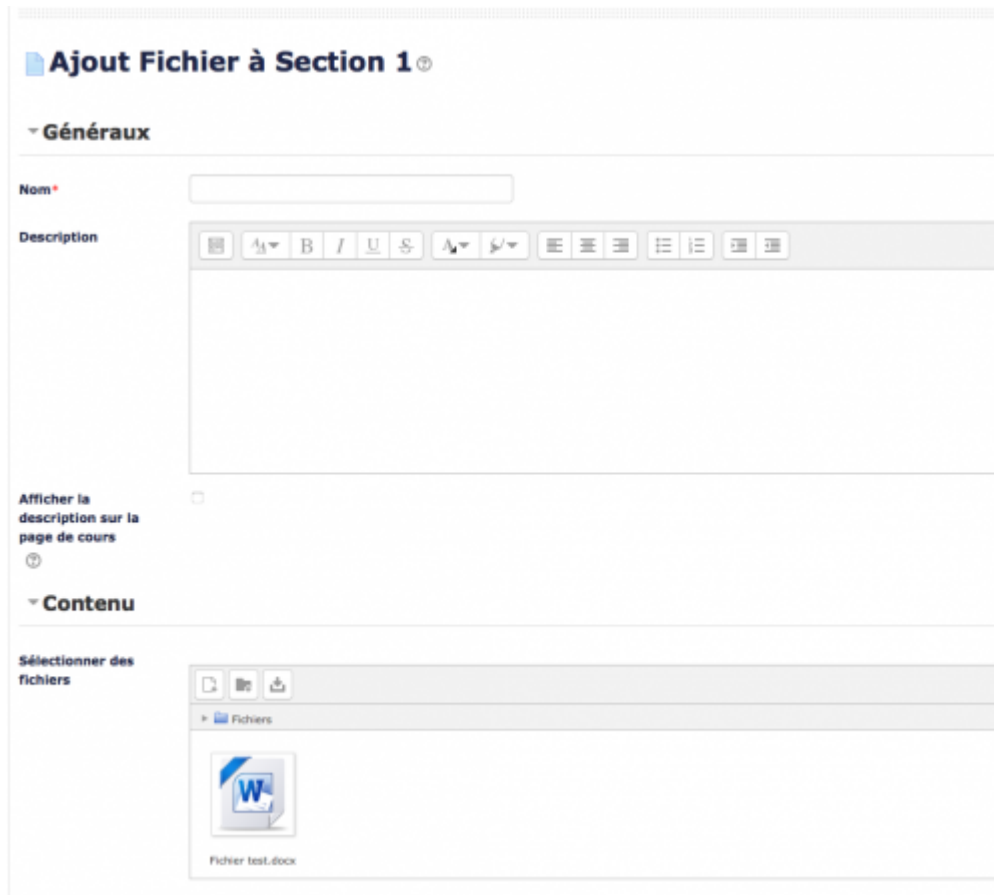 Ajout Fichier à Section 1
Généraux
Nom*
Description
B I U S
Afficher la
description sur la
page de cours
Contenu
Sélectionner des
fichiers
Fichiers
W
Fichier test.docx